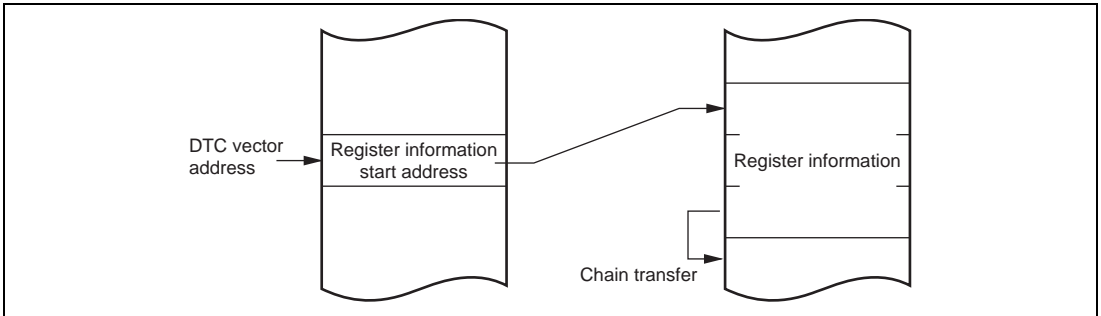 DTC vector
address
Register information
start address
Register information
Chain transfer